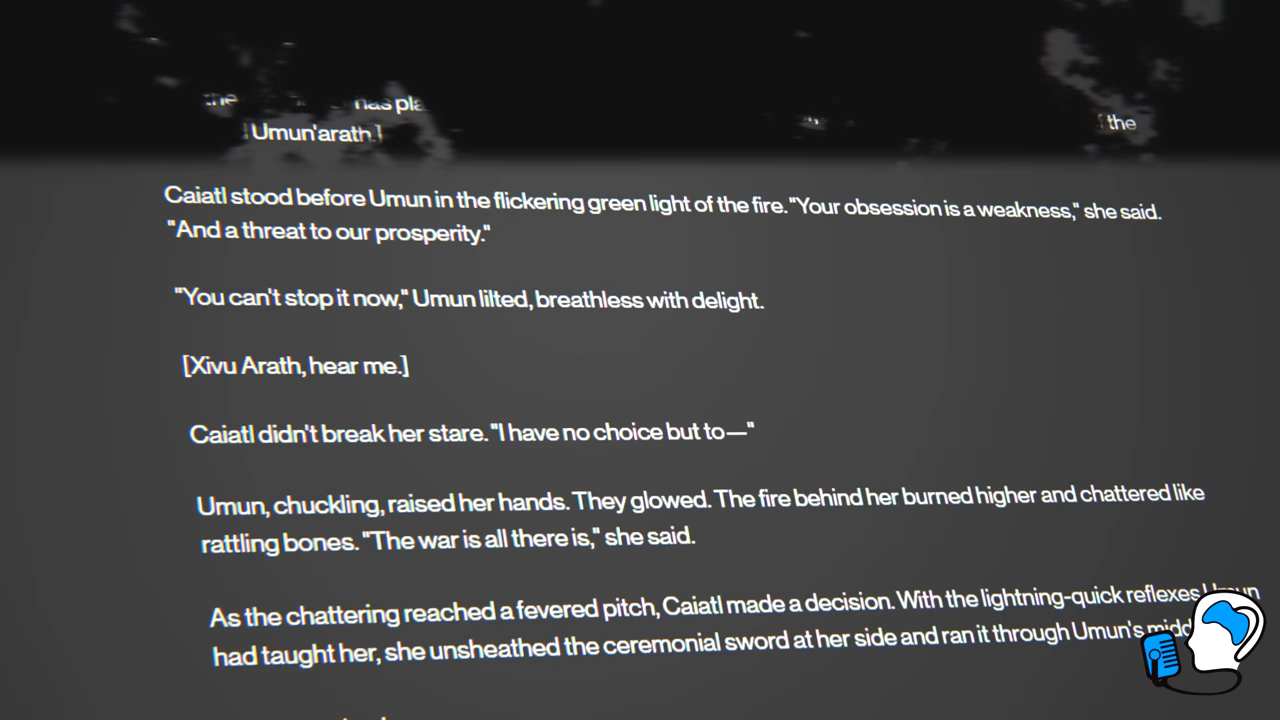 has
Umun'arath.]
the
Caiatl stood before Umun in the flickering green light of the fire. "Your obsession is a weakness," she said.
"And a threat to our prosperity."
"You can't stop it now," Umun lilted, breathless with delight.
[Xivu Arath, hear me.]
Caiatl didn't break her stare. "I have no choice but to—"
Umun, chuckling, raised her hands. They glowed. The fire behind her burned higher and chattered like
rattling bones. "The war is all there is," she said.
As the chattering reached a fevered pitch, Caiatl made a decision. With the lightning-quick reflexes Umun
had taught her, she unsheathed the ceremonial sword at her side and ran it through Umun's